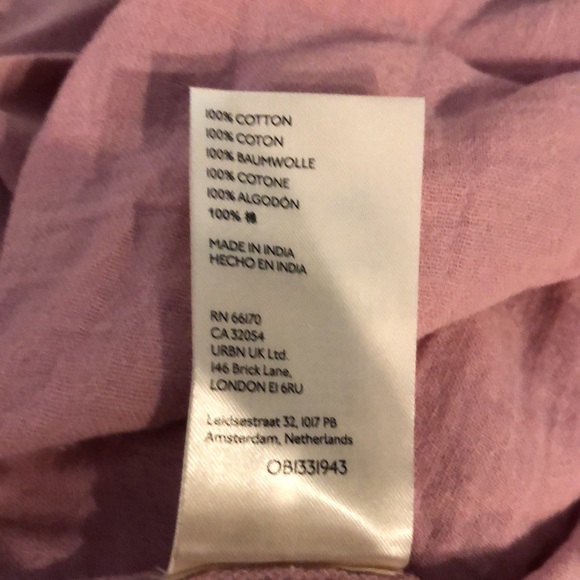 100% COTTON
100% COTON
100% BAUMWOLLE
100% COTONE
100% ALGODÓN
100% 棉
MADE IN INDIA
HECHO EN INDIA
RN 66170
CA 32054
URBN UK Ltd.
146 Brick Lane,
LONDON E1 6RU
Leidsestraat 32, 1017 PB
Amsterdam, Netherlands
OB1331943